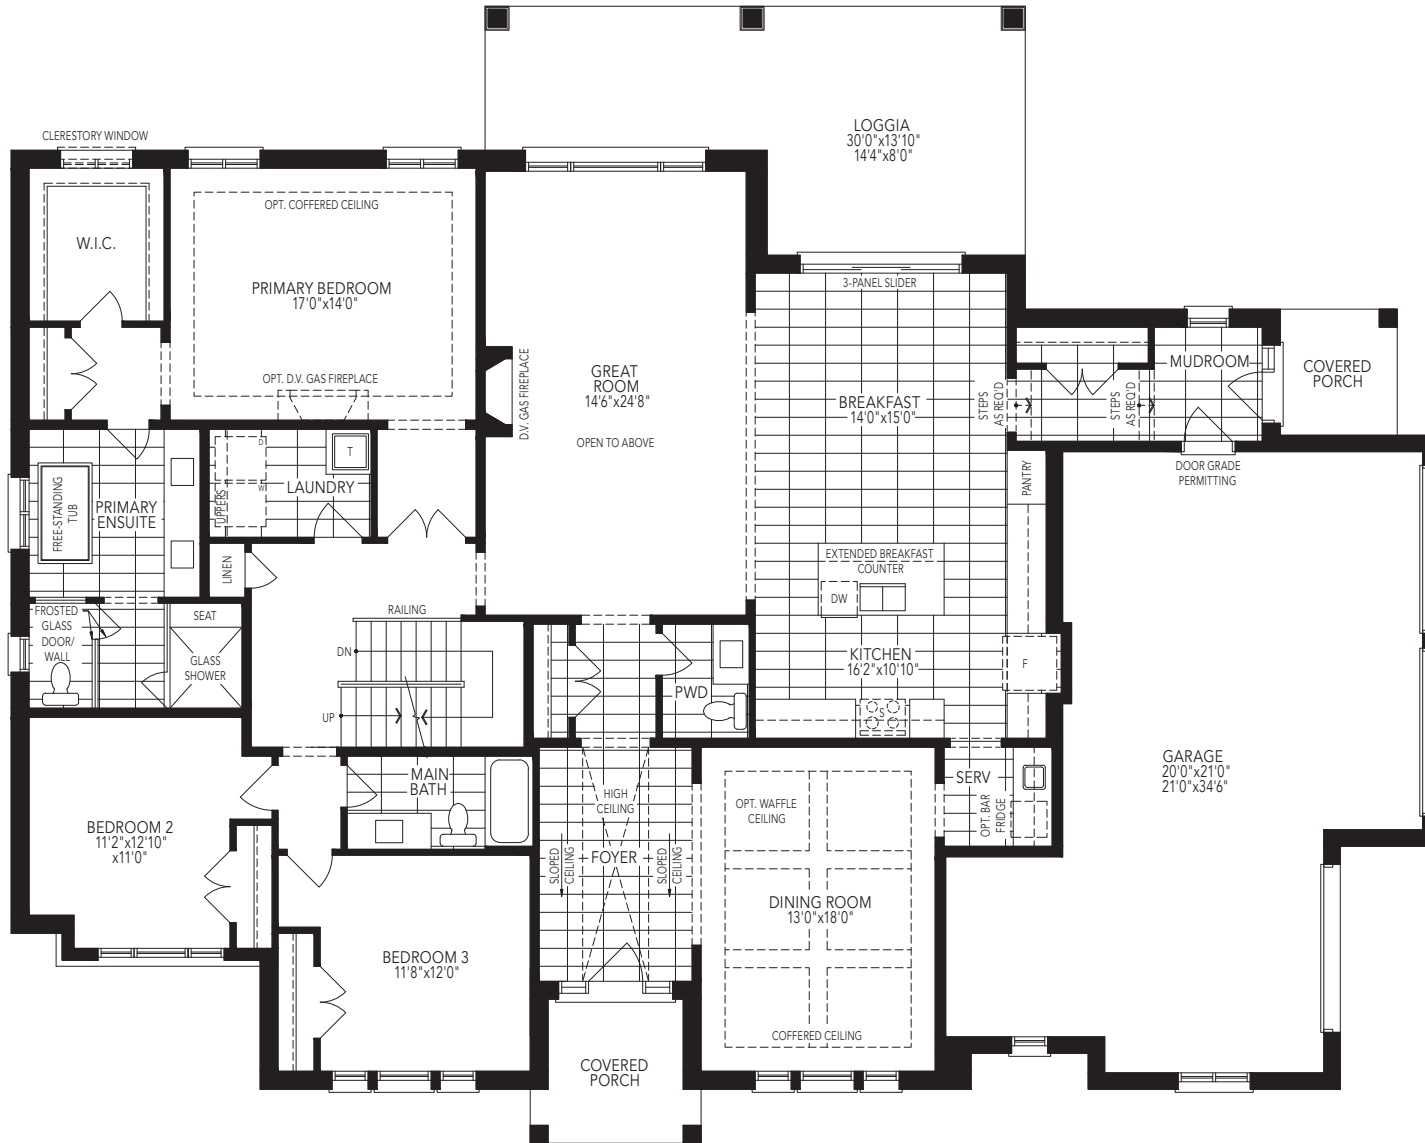 LOGGIA
30'0"x13'10"
14'4"x8'0"
CLERESTORY WINDOW
OPT. COFFERED CEILING
W.I.C.
PRIMARY BEDROOM
17'0"x14'0"
OPT. D.V. GAS FIREPLACE
D.V. GAS FIREPLACE
GREAT
ROOM
14'6"x24'8"
OPEN TO ABOVE
3-PANEL SLIDER
BREAKFAST
14'0"x15'0"
STEPS
AS REQ'D
STEPS
AS REQ'D
MUDROOM
COVERED
PORCH
DOOR GRADE
PERMITTING
PANTRY
D
W
UPPERS
T
LAUNDRY
FREE-STANDING
TUB
PRIMARY
ENSUITE
LINEN
EXTENDED BREAKFAST
COUNTER
DW
FROSTED
GLASS
DOOR/
WALL
SEAT
GLASS
SHOWER
RAILING
DN
UP
KITCHEN
16'2"x10'10"
F
S
PWD
GARAGE
20'0"x21'0"
21'0"x34'6"
MAIN
BATH
HIGH
CEILING
OPT. WAFFLE
CEILING
SERV
OPT. BAR
FRIDGE
BEDROOM 2
11'2"x12'10"
x11'0"
SLOPED
CEILING
FOYER
SLOPED
CEILING
DINING ROOM
13'0"x18'0"
BEDROOM 3
11'8"x12'0"
COFFERED CEILING
COVERED
PORCH